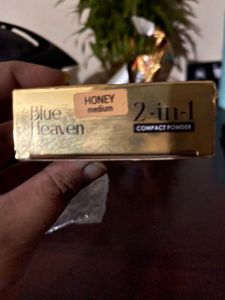 Blue
Heaven
HONEY
medium
2-in-1
COMPACT POWDER